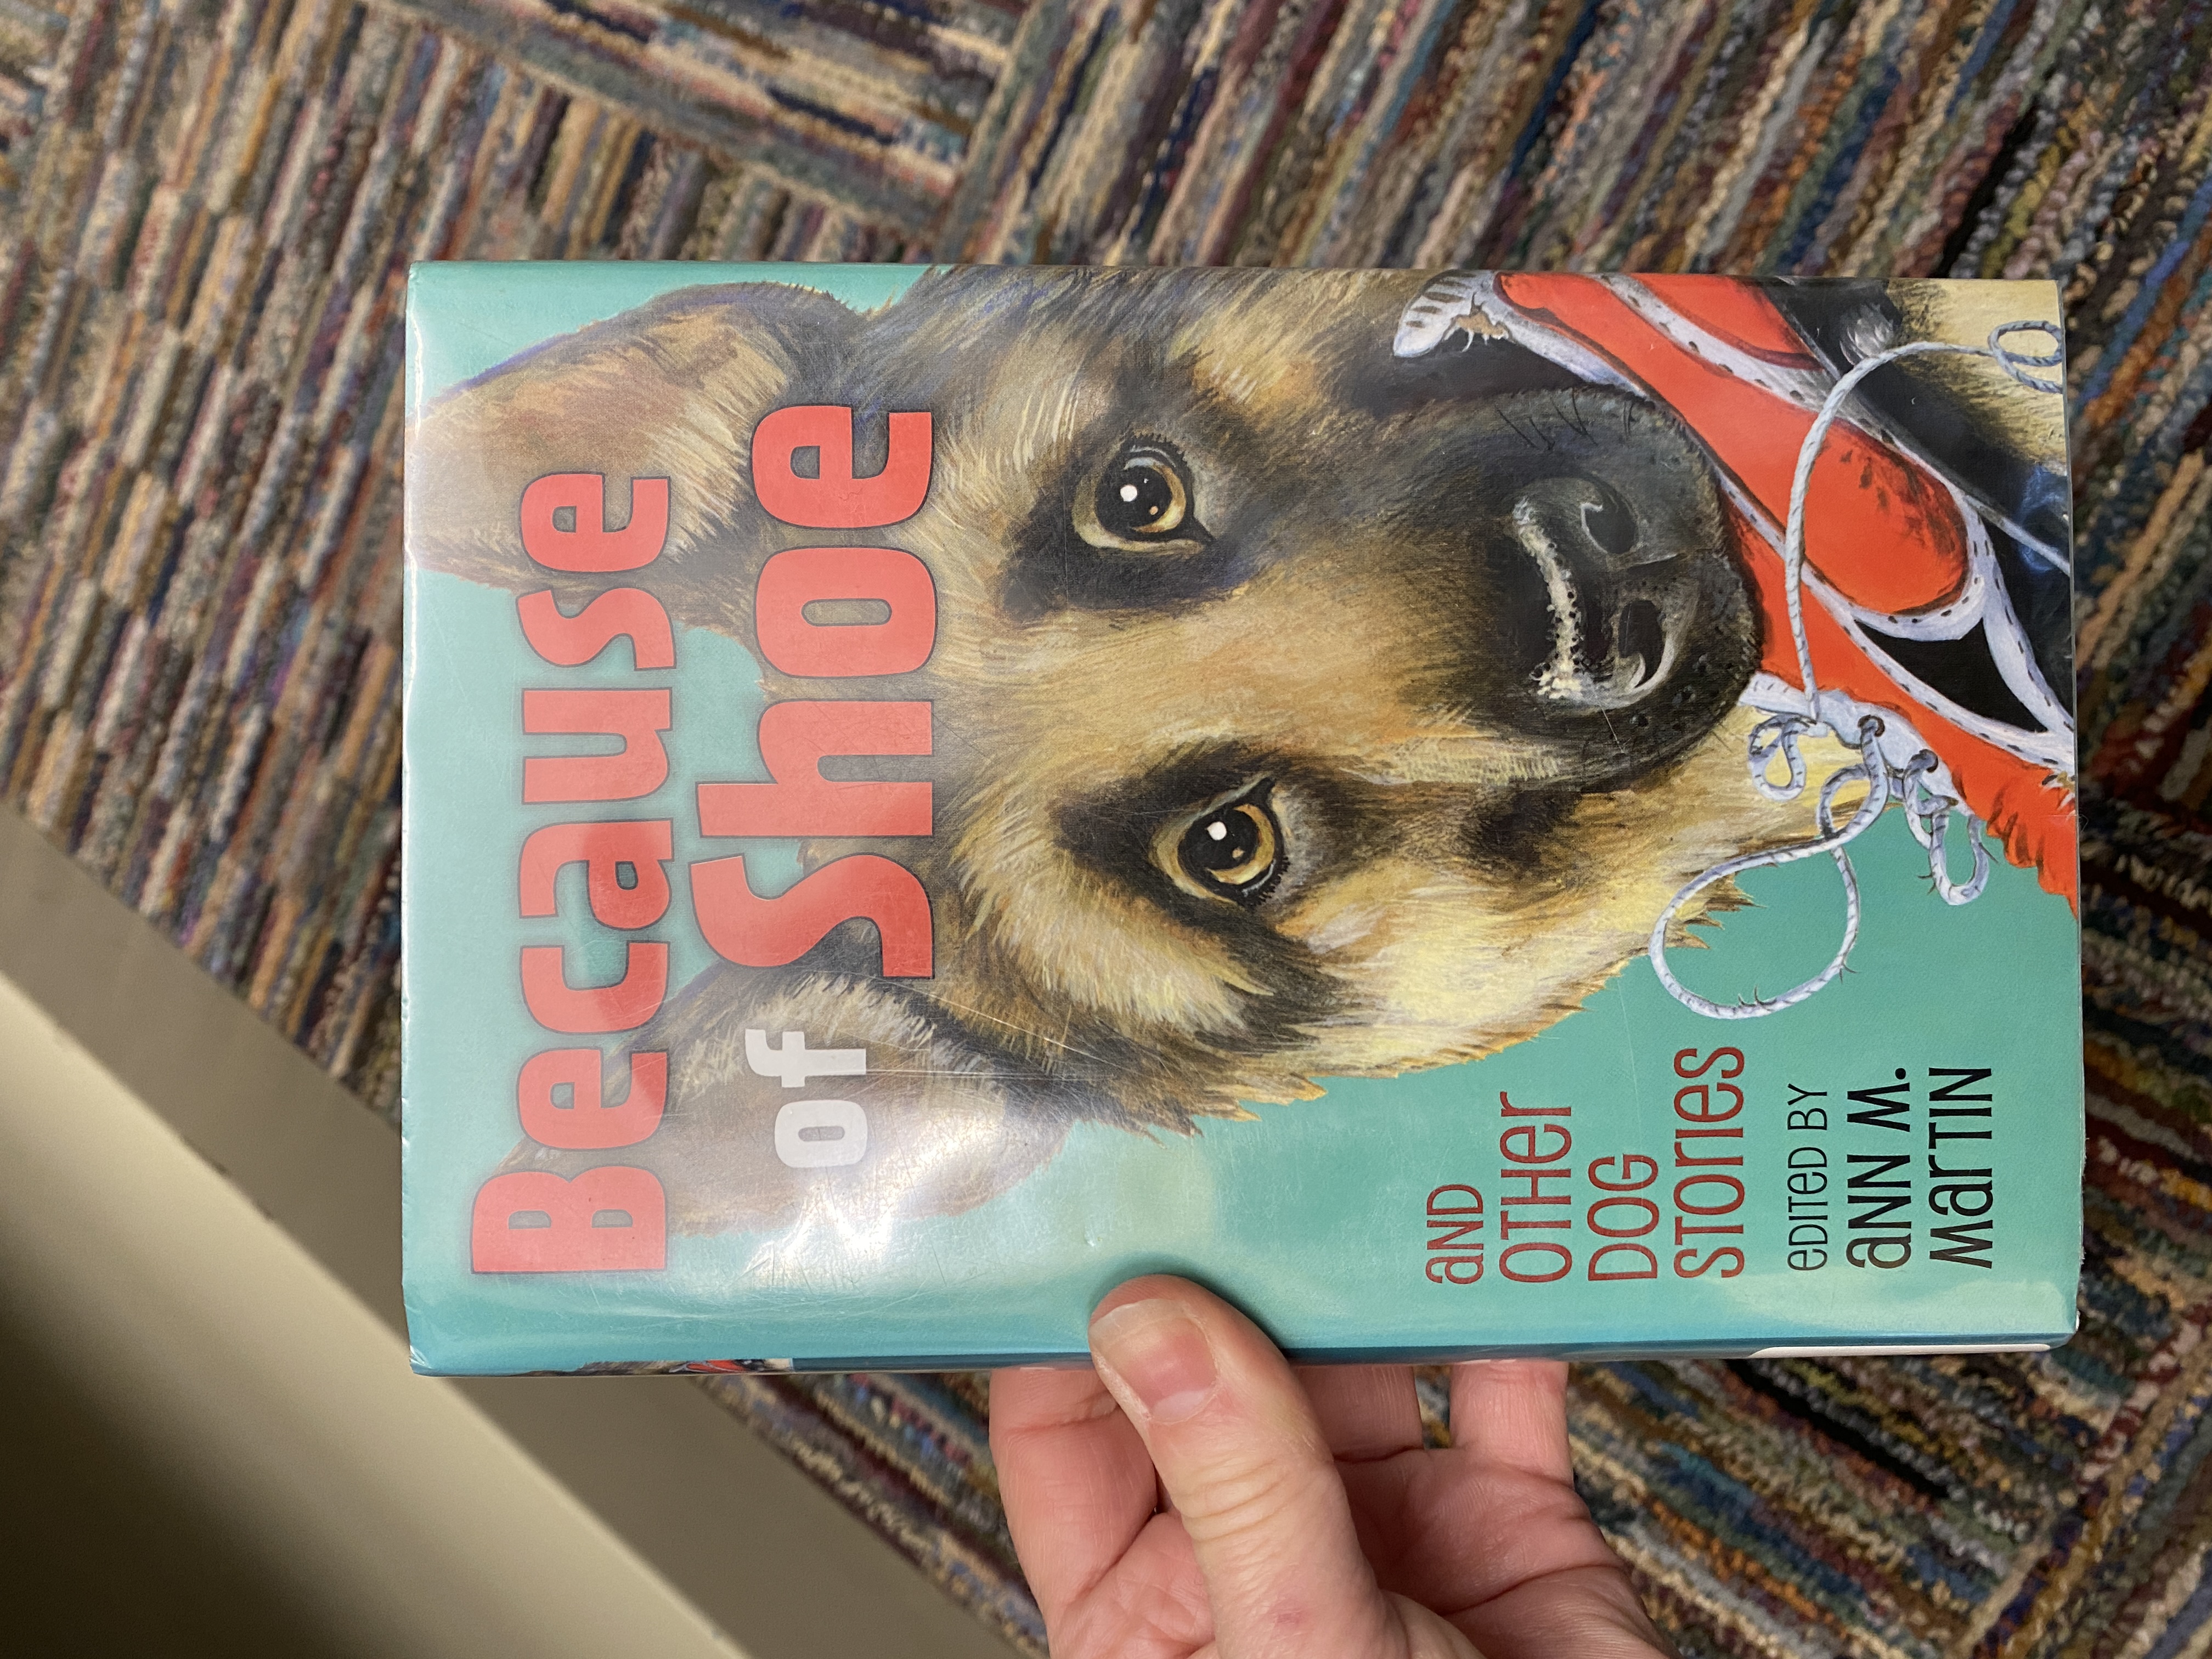 Because
of Shoe
and
other
dog
stories
edited by
ann m.
martin